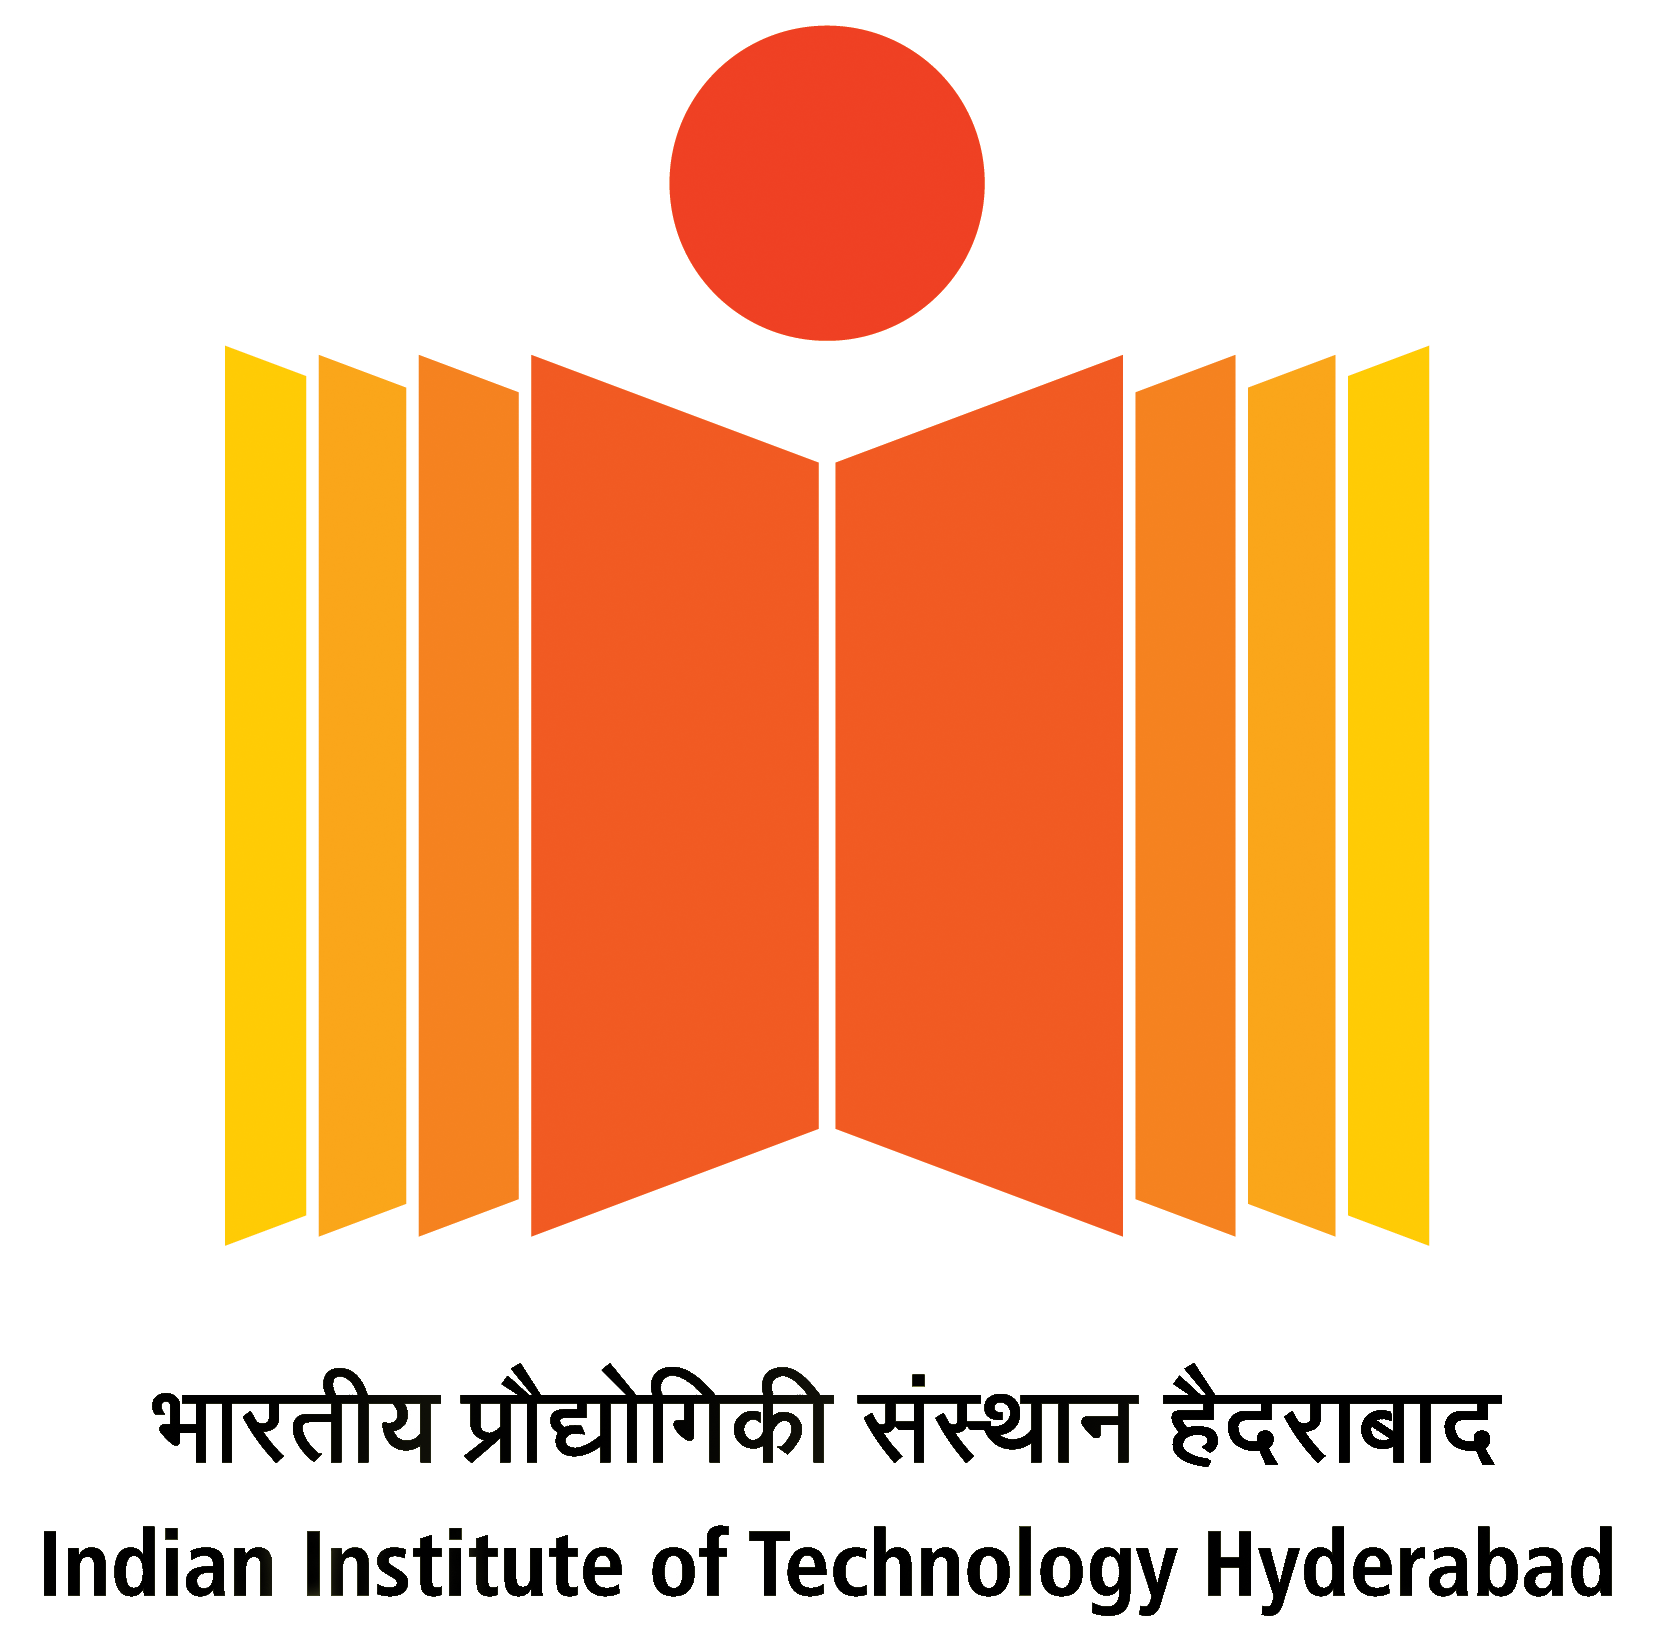 भारतीय प्रौद्योगिकी संस्थान हैदराबाद
Indian Institute of Technology Hyderabad